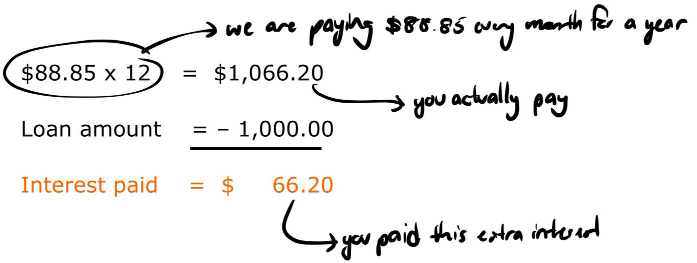 we are paying $88.85 every month for a year
$88.85 x 12 = $1,066.20
you actually pay
Loan amount = – 1,000.00
Interest paid = $ 66.20
you paid this extra interest